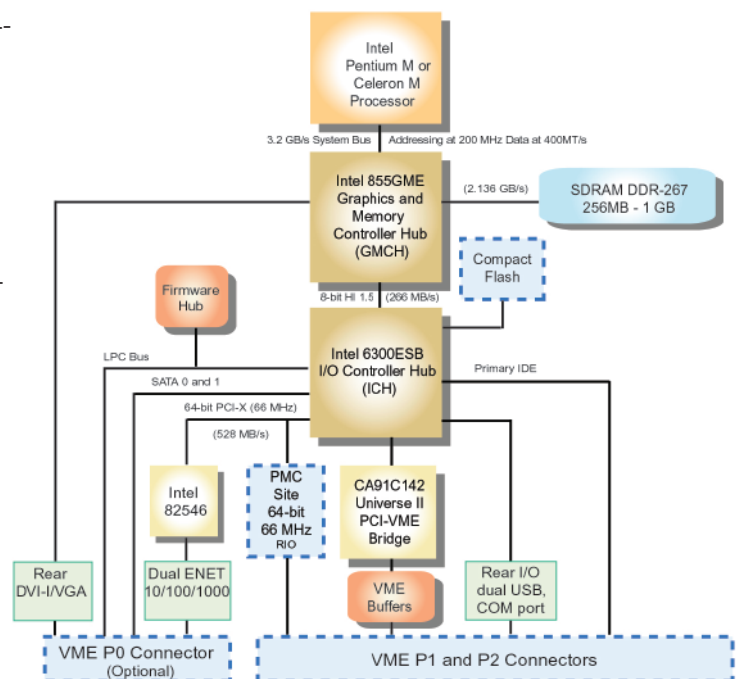 Intel
Pentium M or
Celeron M
Processor
3.2 GB/s System Bus
Addressing at 200 MHz Data at 400MT/s
Intel 855GME
Graphics and
Memory
Controller Hub
(GMCH)
(2.136 GB/s)
SDRAM DDR-267
256MB - 1 GB
Compact
Flash
Firmware
Hub
8-bit HI 1.5
(266 MB/s)
Intel 6300ESB
I/O Controller Hub
(ICH)
LPC Bus
Primary IDE
SATA 0 and 1
64-bit PCI-X (66 MHz)
(528 MB/s)
Intel
82546
PMC
Site
64-bit
66 MHz
RIO
CA91C142
Universe II
PCI-VME
Bridge
Rear
DVI-I/VGA
Dual ENET
10/100/1000
VME
Buffers
Rear I/O
dual USB,
COM port
VME P0 Connector
(Optional)
VME P1 and P2 Connectors